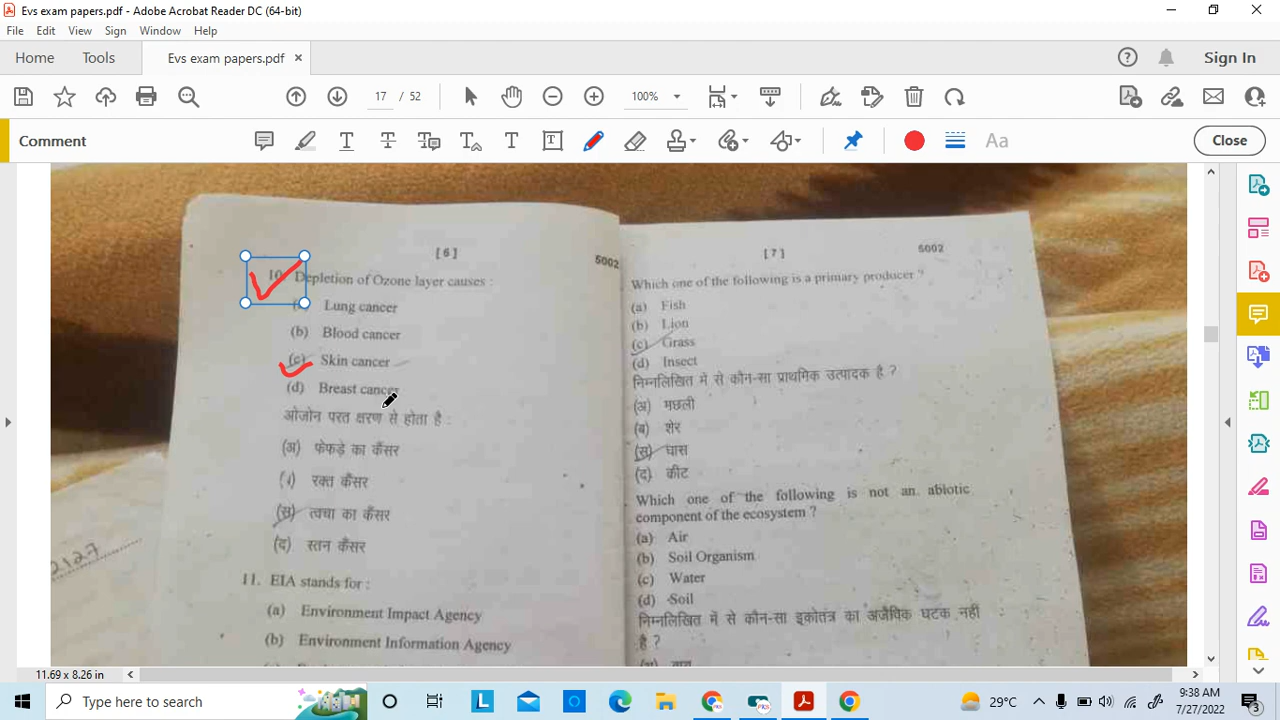 Evs exam papers.pdf - Adobe Acrobat Reader DC (64-bit)
File Edit View Sign Window Help
Home Tools Evs exam papers.pdf × Sign In
17 / 52 100%
Comment Close
[6]
5002
10. Depletion of Ozone layer causes :
Lung cancer
(b) Blood cancer
(c) Skin cancer
(d) Breast cancer
ओजोन परत क्षरण से होता है :
(अ) फेफड़े का कैंसर
रक्त कैंसर
(स) त्वचा का कैंसर
(द) स्तन कैंसर
11. EIA stands for :
(a) Environment Impact Agency
(b) Environment Information Agency
2127
[7]
5002
Which one of the following is a primary producer ?
(a) Fish
(b) Lion
(c) Grass
(d) Insect
निम्नलिखित में से कौन-सा प्राथमिक उत्पादक है ?
(अ) मछली
(ब) शेर
(स) घास
(द) कीट
Which one of the following is not an abiotic
component of the ecosystem ?
(a) Air
(b) Soil Organism
(c) Water
(d) Soil
निम्नलिखित में से कौन-सा इकोतंत्र का अजैविक घटक नहीं
है ?
11.69 x 8.26 in
Type here to search
29°C
9:38 AM
7/27/2022
3